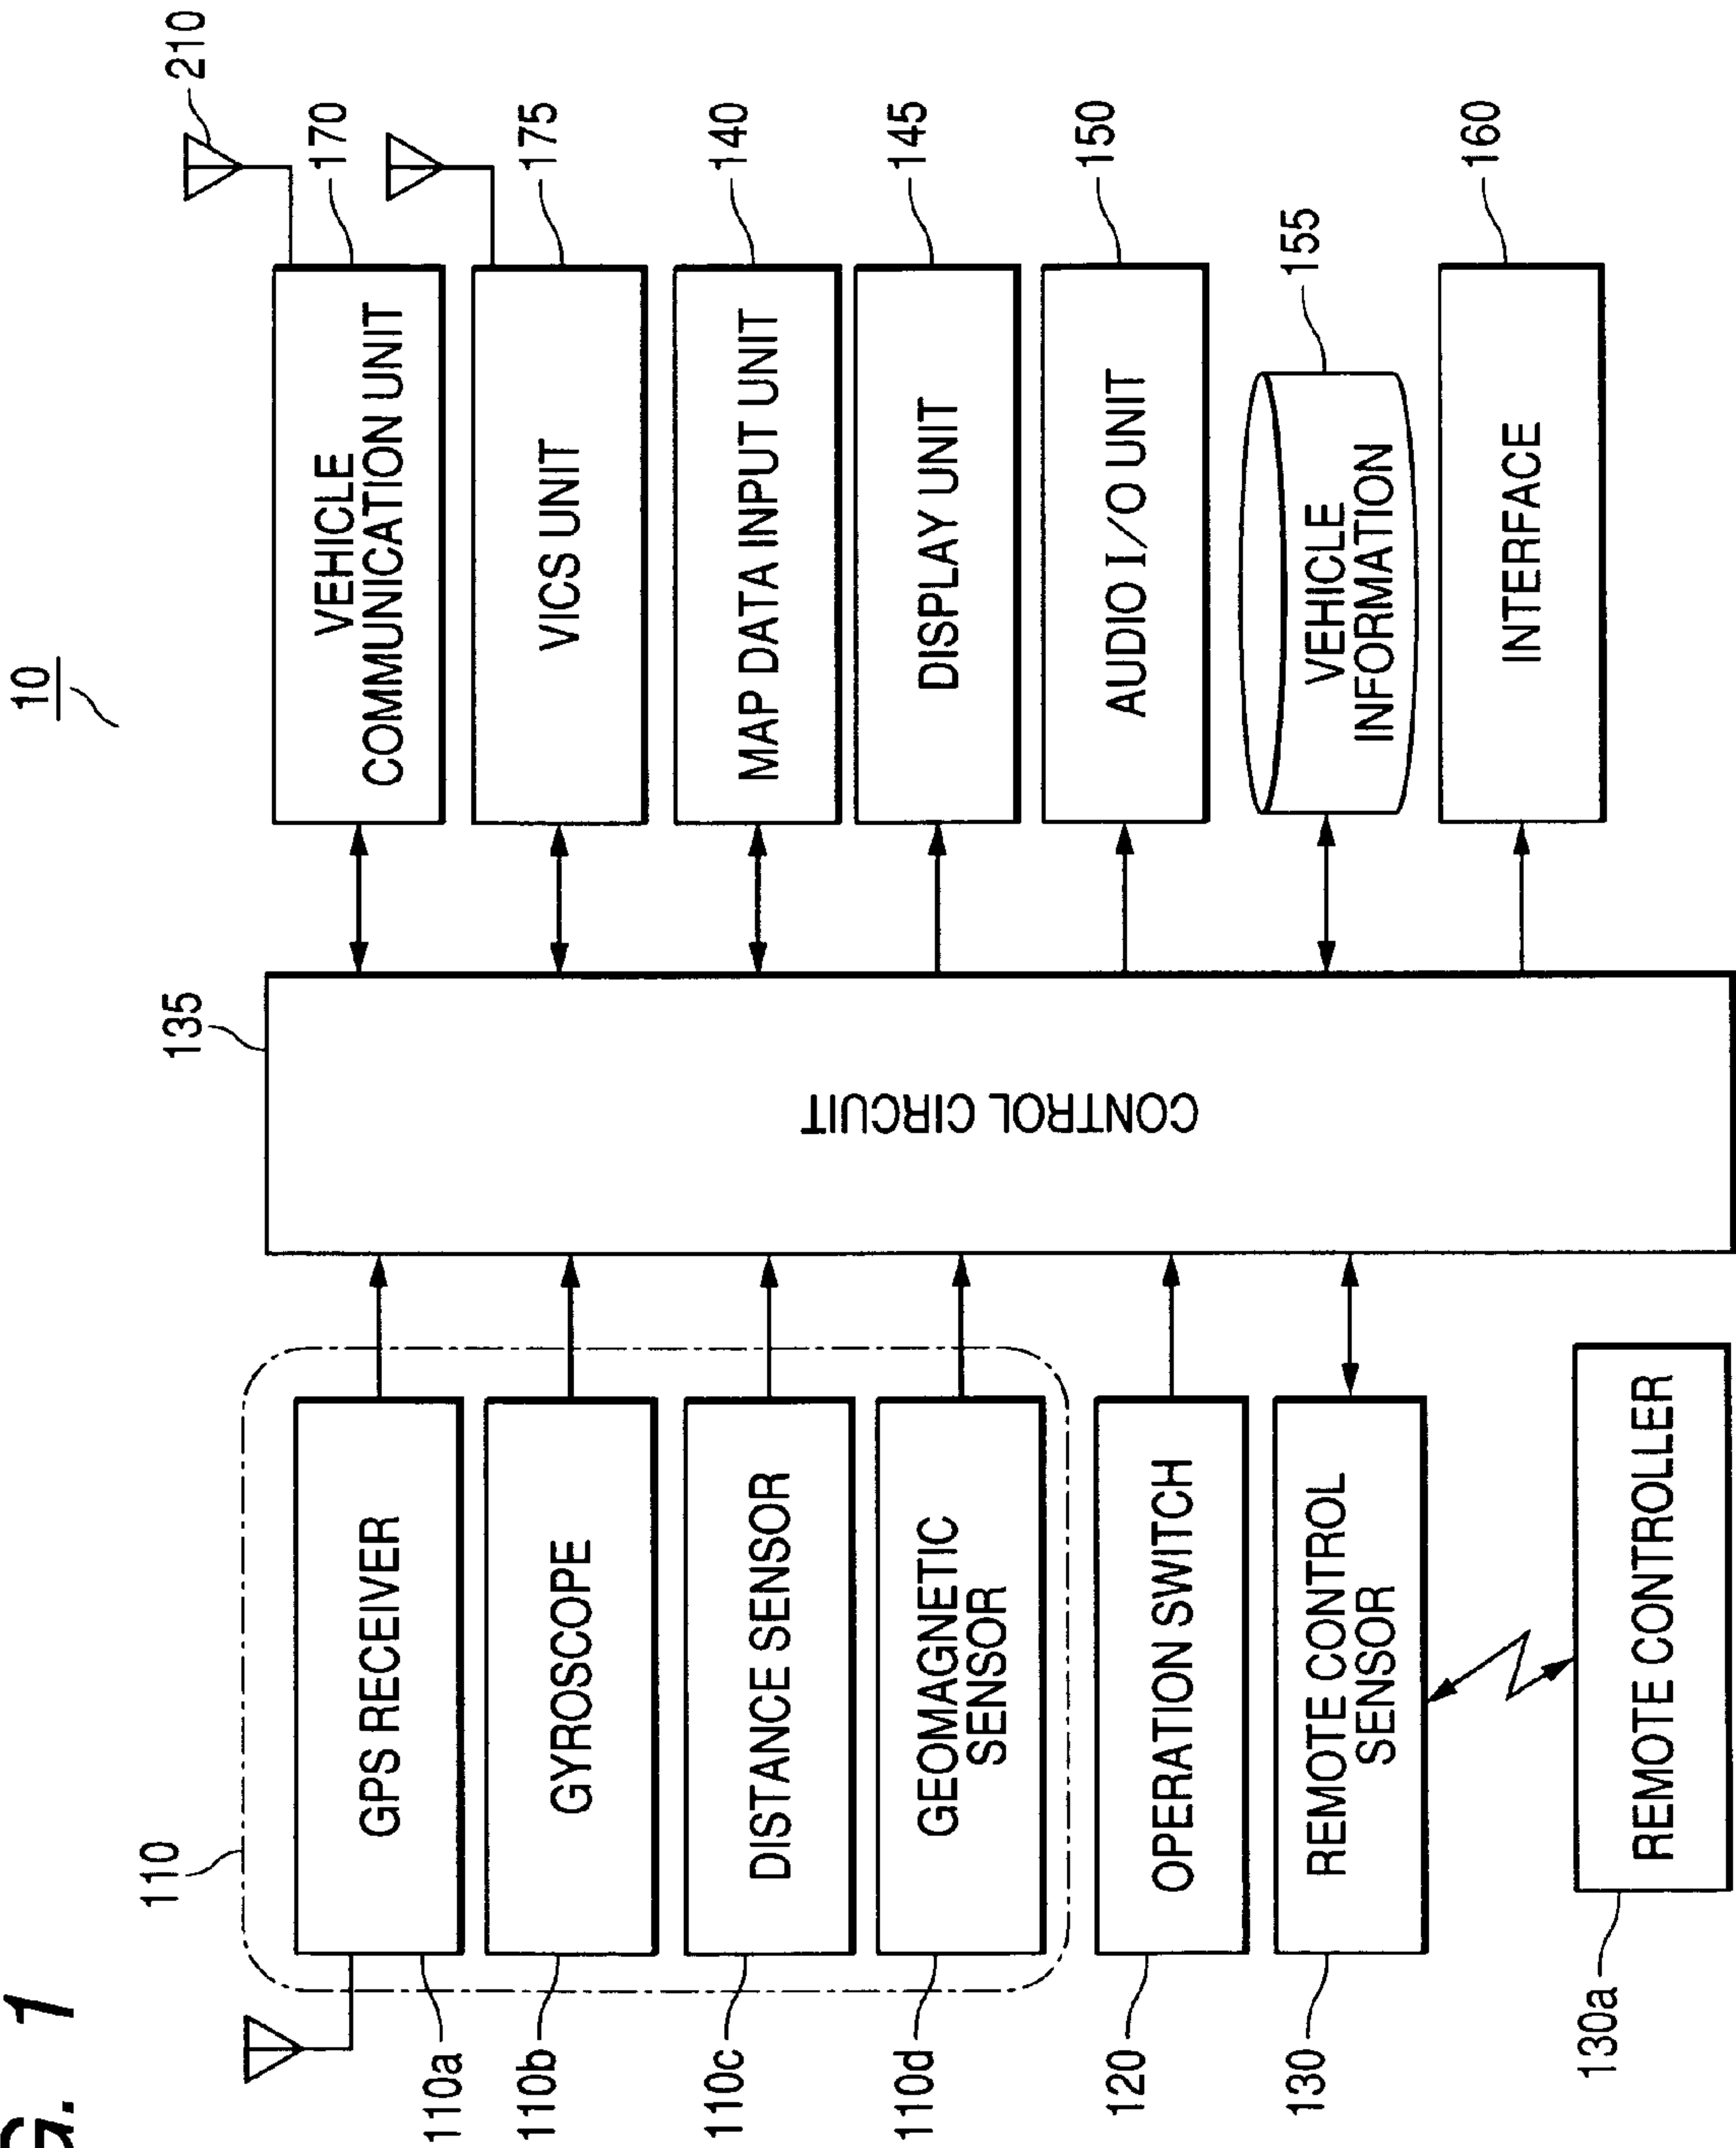 G. 1
10
110
110a
GPS RECEIVER
110b
GYROSCOPE
110c
DISTANCE SENSOR
110d
GEOMAGNETIC
SENSOR
120
OPERATION SWITCH
130
REMOTE CONTROL
SENSOR
130a
REMOTE CONTROLLER
135
CONTROL CIRCUIT
210
170
VEHICLE
COMMUNICATION UNIT
175
VICS UNIT
140
MAP DATA INPUT UNIT
145
DISPLAY UNIT
150
AUDIO I/O UNIT
155
VEHICLE
INFORMATION
160
INTERFACE